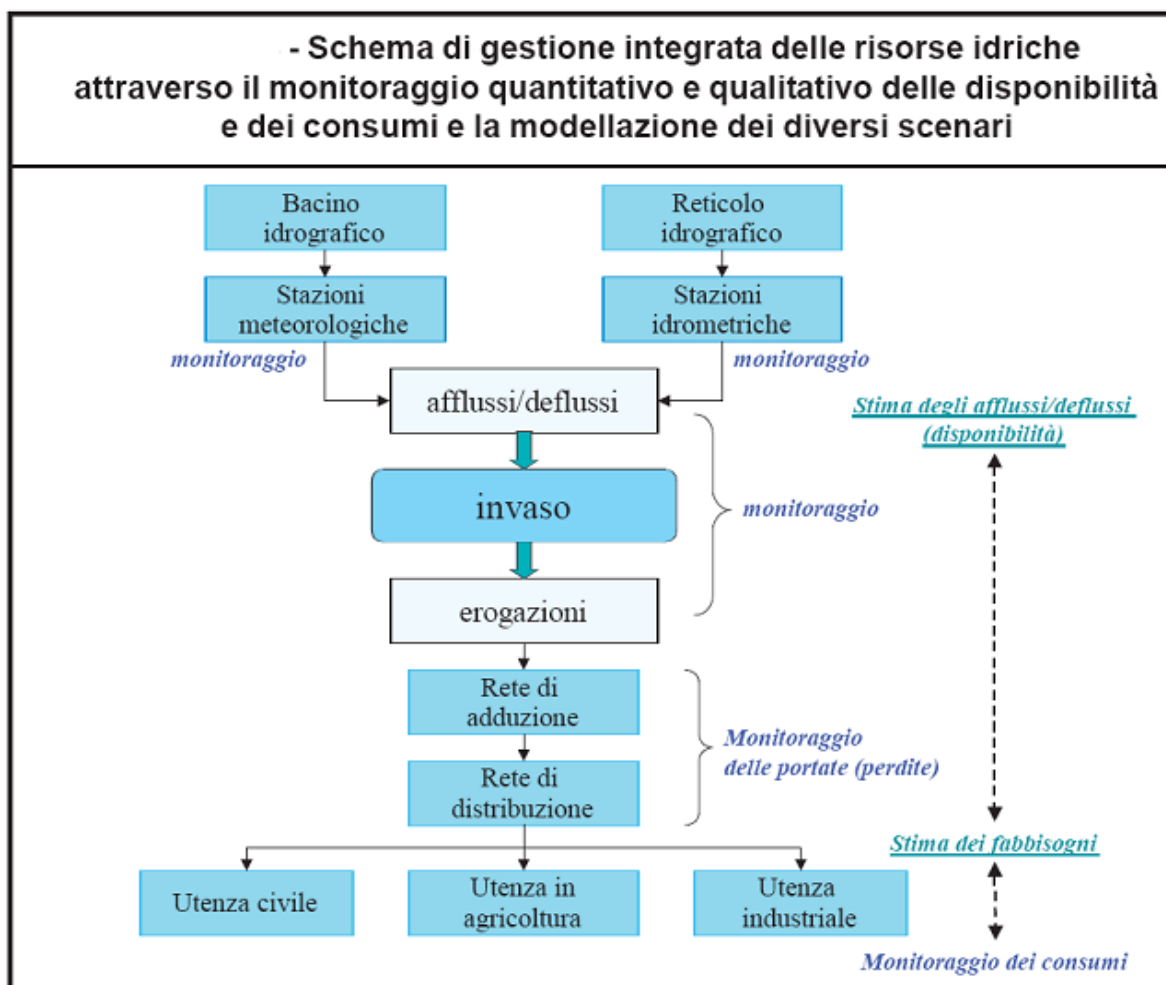 - Schema di gestione integrata delle risorse idriche
attraverso il monitoraggio quantitativo e qualitativo delle disponibilità
e dei consumi e la modellazione dei diversi scenari
Bacino
idrografico
Reticolo
idrografico
Stazioni
meteorologiche
Stazioni
idrometriche
monitoraggio
monitoraggio
afflussi/deflussi
Stima degli afflussi/deflussi
(disponibilità)
invaso
monitoraggio
erogazioni
Rete di
adduzione
Monitoraggio
delle portate (perdite)
Rete di
distribuzione
Stima dei fabbisogni
Utenza civile
Utenza in
agricoltura
Utenza
industriale
Monitoraggio dei consumi